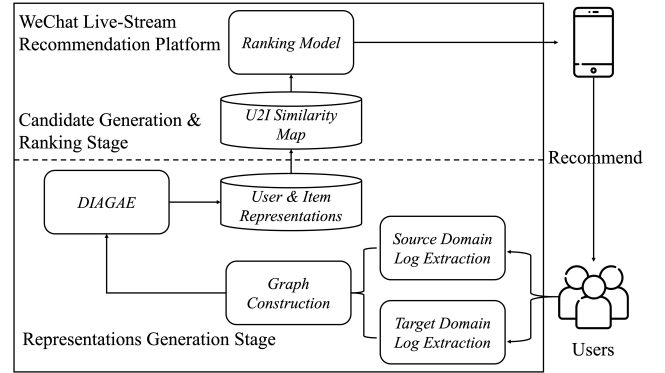 WeChat Live-Stream
Recommendation Platform
Ranking Model
Candidate Generation &
Ranking Stage
U2I Similarity
Map
Recommend
DIAGAE
User & Item
Representations
Source Domain
Log Extraction
Graph
Construction
Target Domain
Log Extraction
Representations Generation Stage
Users